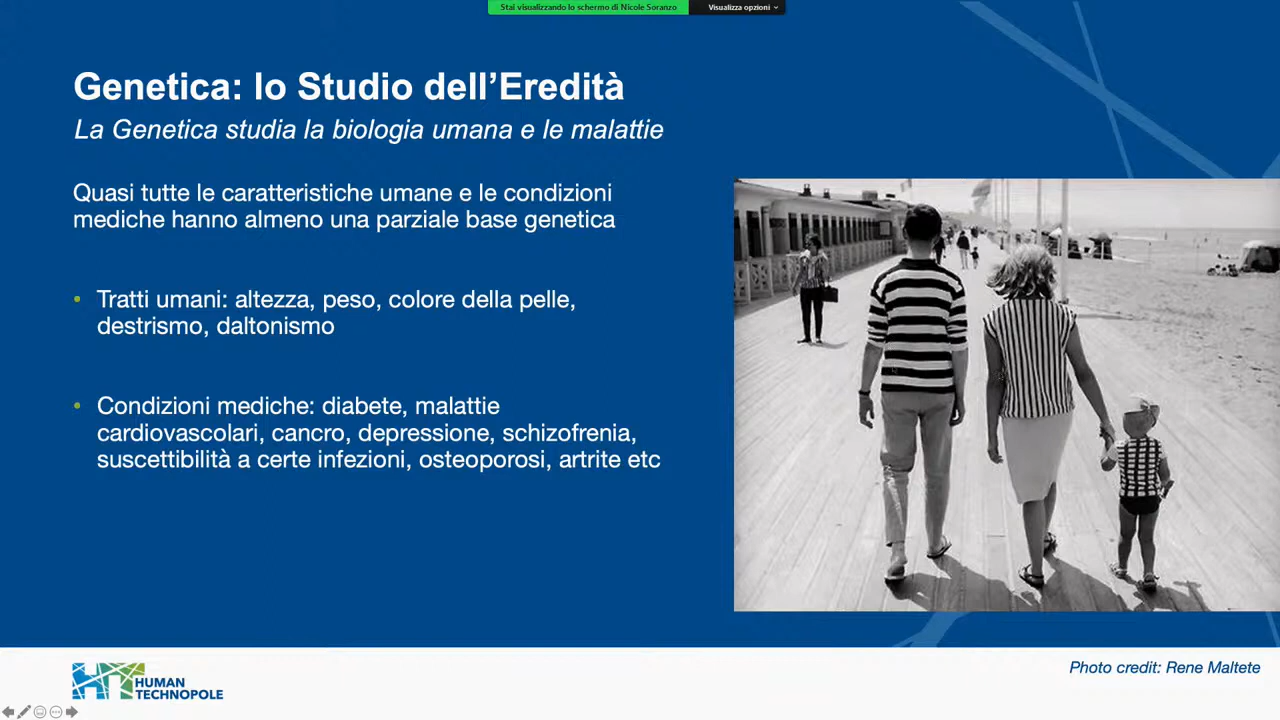 Stai visualizzando lo schermo di Nicole Soranzo
Visualizza opzioni
Genetica: lo Studio dell’Eredità
La Genetica studia la biologia umana e le malattie
Quasi tutte le caratteristiche umane e le condizioni
mediche hanno almeno una parziale base genetica
• Tratti umani: altezza, peso, colore della pelle,
destrismo, daltonismo
• Condizioni mediche: diabete, malattie
cardiovascolari, cancro, depressione, schizofrenia,
suscettibilità a certe infezioni, osteoporosi, artrite etc
Photo credit: Rene Maltete
HT HUMAN
TECHNOPOLE